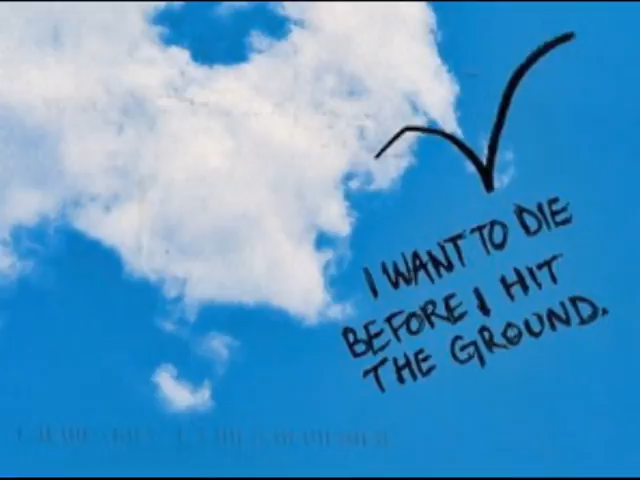 I WANT TO DIE
BEFORE I HIT
THE GROUND.